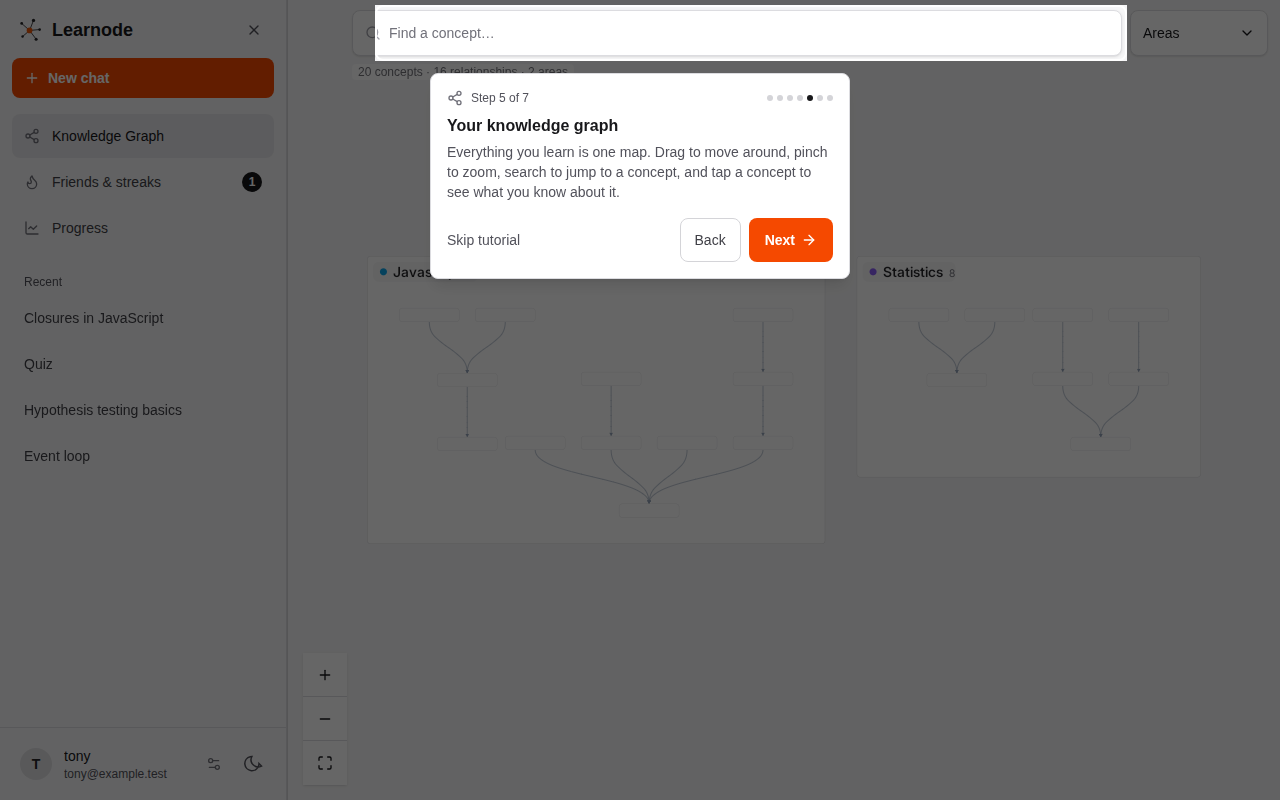 Learnode
New chat
Knowledge Graph
Friends & streaks
1
Progress
Recent
Closures in JavaScript
Quiz
Hypothesis testing basics
Event loop
T
tony
tony@example.test
Find a concept…
Areas
20 concepts · 16 relationships · 2 areas
Step 5 of 7
Your knowledge graph
Everything you learn is one map. Drag to move around, pinch
to zoom, search to jump to a concept, and tap a concept to
see what you know about it.
Skip tutorial
Back
Next
Statistics 8